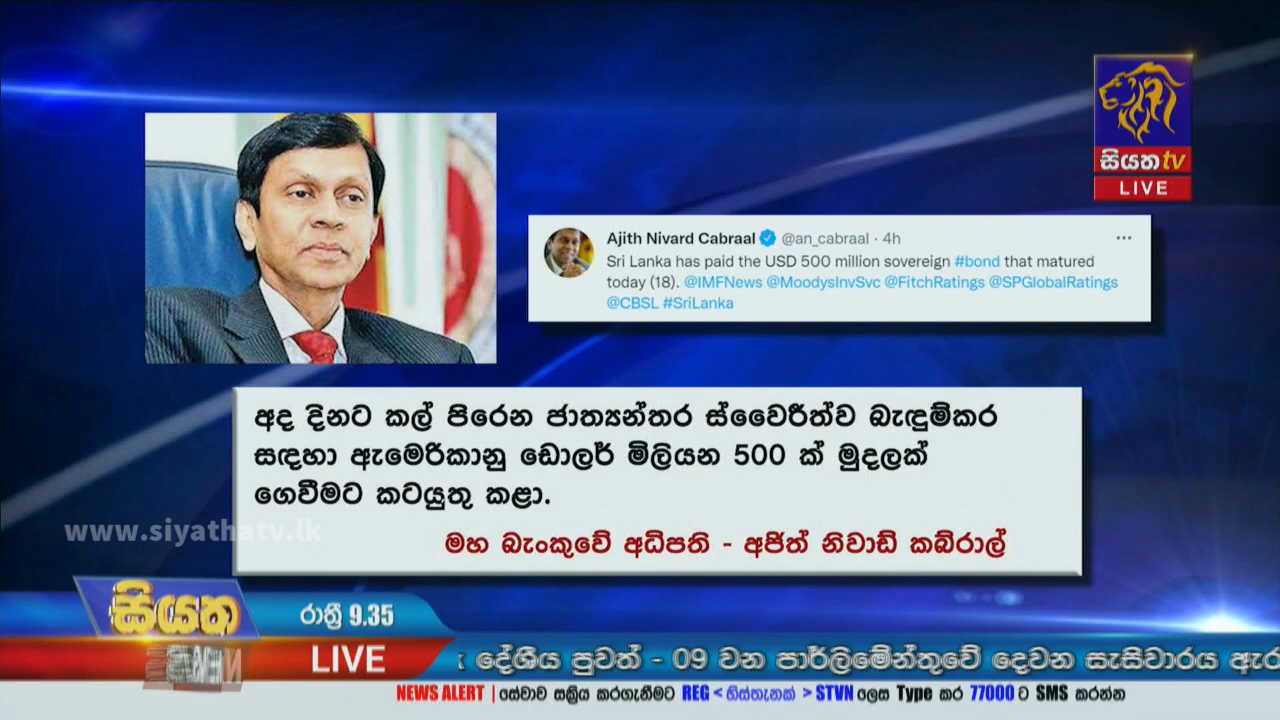 සියත tv
LIVE
Ajith Nivard Cabraal @an_cabraal · 4h
Sri Lanka has paid the USD 500 million sovereign #bond that matured
today (18). @IMFNews @MoodysInvSvc @FitchRatings @SPGlobalRatings
@CBSL #SriLanka
අද දිනට කල් පිරෙන ජාත්‍යන්තර ස්වෛරීත්ව බැඳුම්කර
සඳහා ඇමෙරිකානු ඩොලර් මිලියන 500 ක් මුදලක්
ගෙවීමට කටයුතු කළා.
මහ බැංකුවේ අධිපති - අජිත් නිවාඩ් කබ්රාල්
www.siyathatv.lk
සියත
රාත්‍රී 9.35
LIVE
දේශීය පුවත් - 09 වන පාර්ලිමේන්තුවේ දෙවන සැසිවාරය
NEWS ALERT | සේවාව සක්‍රිය කරගැනීමට REG < හිස්තැනක් > STVN ලෙස Type කර 77000 ට SMS කරන්න